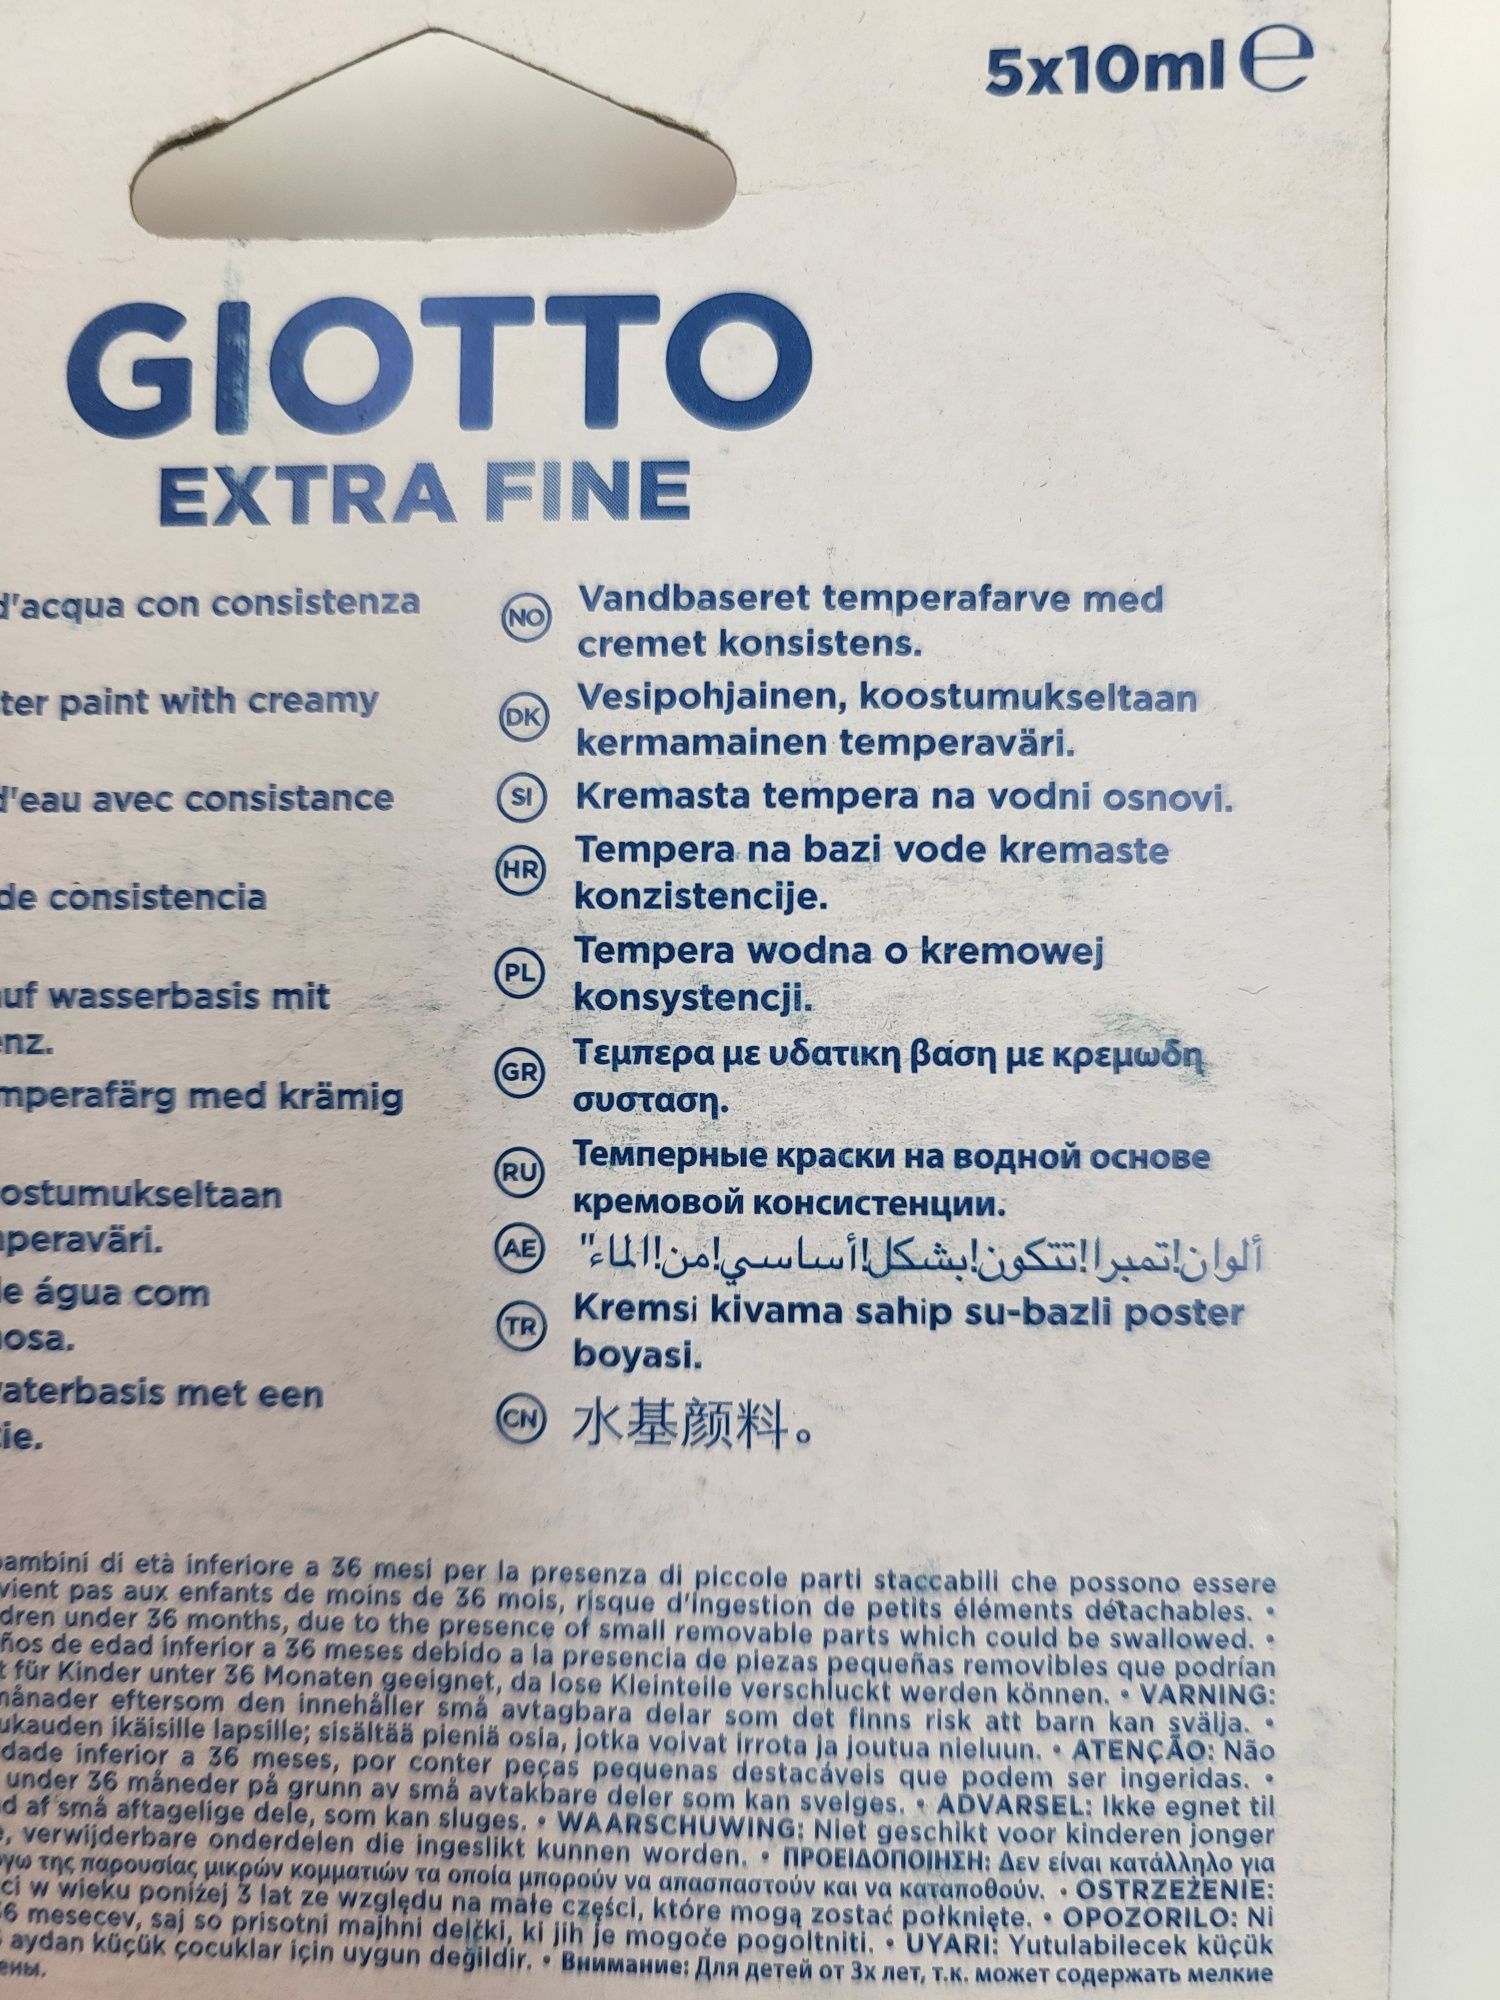 5x10ml e
GIOTTO
EXTRA FINE
d'acqua con consistenza
ter paint with creamy
d'eau avec consistance
de consistencia
auf wasserbasis mit
enz.
mperafärg med krämig
ostumukseltaan
mperaväri.
de água com
mosa.
waterbasis met een
tie.
NO Vandbaseret temperafarve med
cremet konsistens.
DK Vesipohjainen, koostumukseltaan
kermamainen temperaväri.
SI Kremasta tempera na vodni osnovi.
HR Tempera na bazi vode kremaste
konzistencije.
PL Tempera wodna o kremowej
konsystencji.
GR Τεμπερα με υδατικη βαση με κρεμωδη
συσταση.
RU Темперные краски на водной основе
кремовой консистенции.
AE ألوان!تمبرا!تتكون!بشكل!أساسي!من!الماء"
TR Kremsi kivama sahip su-bazli poster
boyasi.
CN 水基颜料。
bambini di età inferiore a 36 mesi per la presenza di piccole parti staccabili che possono essere
vient pas aux enfants de moins de 36 mois, risque d'ingestion de petits éléments détachables. •
dren under 36 months, due to the presence of small removable parts which could be swallowed. •
ños de edad inferior a 36 meses debido a la presencia de piezas pequeñas removibles que podrían
t für Kinder unter 36 Monaten geeignet, da lose Kleinteile verschluckt werden können. • VARNING:
månader eftersom den innehåller små avtagbara delar som det finns risk att barn kan svälja. •
ukauden ikäisille lapsille; sisältää pieniä osia, jotka voivat irrota ja joutua nieluun. • ATENÇÃO: Não
dade inferior a 36 meses, por conter peças pequenas destacáveis que podem ser ingeridas. •
under 36 måneder på grunn av små avtakbare deler som kan svelges. • ADVARSEL: Ikke egnet til
d af små aftagelige dele, som kan sluges. • WAARSCHUWING: Niet geschikt voor kinderen jonger
, verwijderbare onderdelen die ingeslikt kunnen worden. • ΠΡΟΕΙΔΟΠΟΙΗΣΗ: Δεν είναι κατάλληλο για
γω της παρουσίας μικρών κομματιών τα οποία μπορούν να απασπαστούν και να καταποθούν. • OSTRZEŻENIE:
ci w wieku poniżej 3 lat ze względu na małe części, które mogą zostać połknięte. • OPOZORILO: Ni
36 mesecev, saj so prisotni majhni delčki, ki jih je mogoče pogoltniti. • UYARI: Yutulabilecek küçük
aydan küçük çocuklar için uygun değildir. • Внимание: Для детей от 3х лет, т.к. может содержать мелкие
ены.